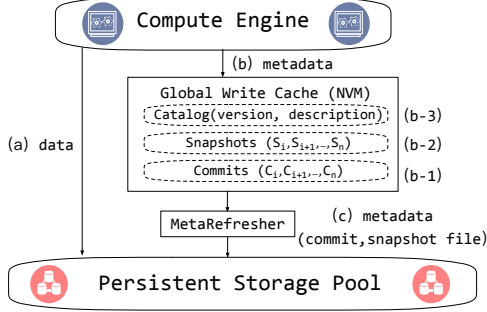 Compute Engine
(b) metadata
Global Write Cache (NVM)
Catalog(version, description)
(b-3)
(a) data
Snapshots (Si,Si+1,…,Sn)
(b-2)
Commits (Ci,Ci+1,…,Cn)
(b-1)
MetaRefresher
(c) metadata
(commit,snapshot file)
Persistent Storage Pool